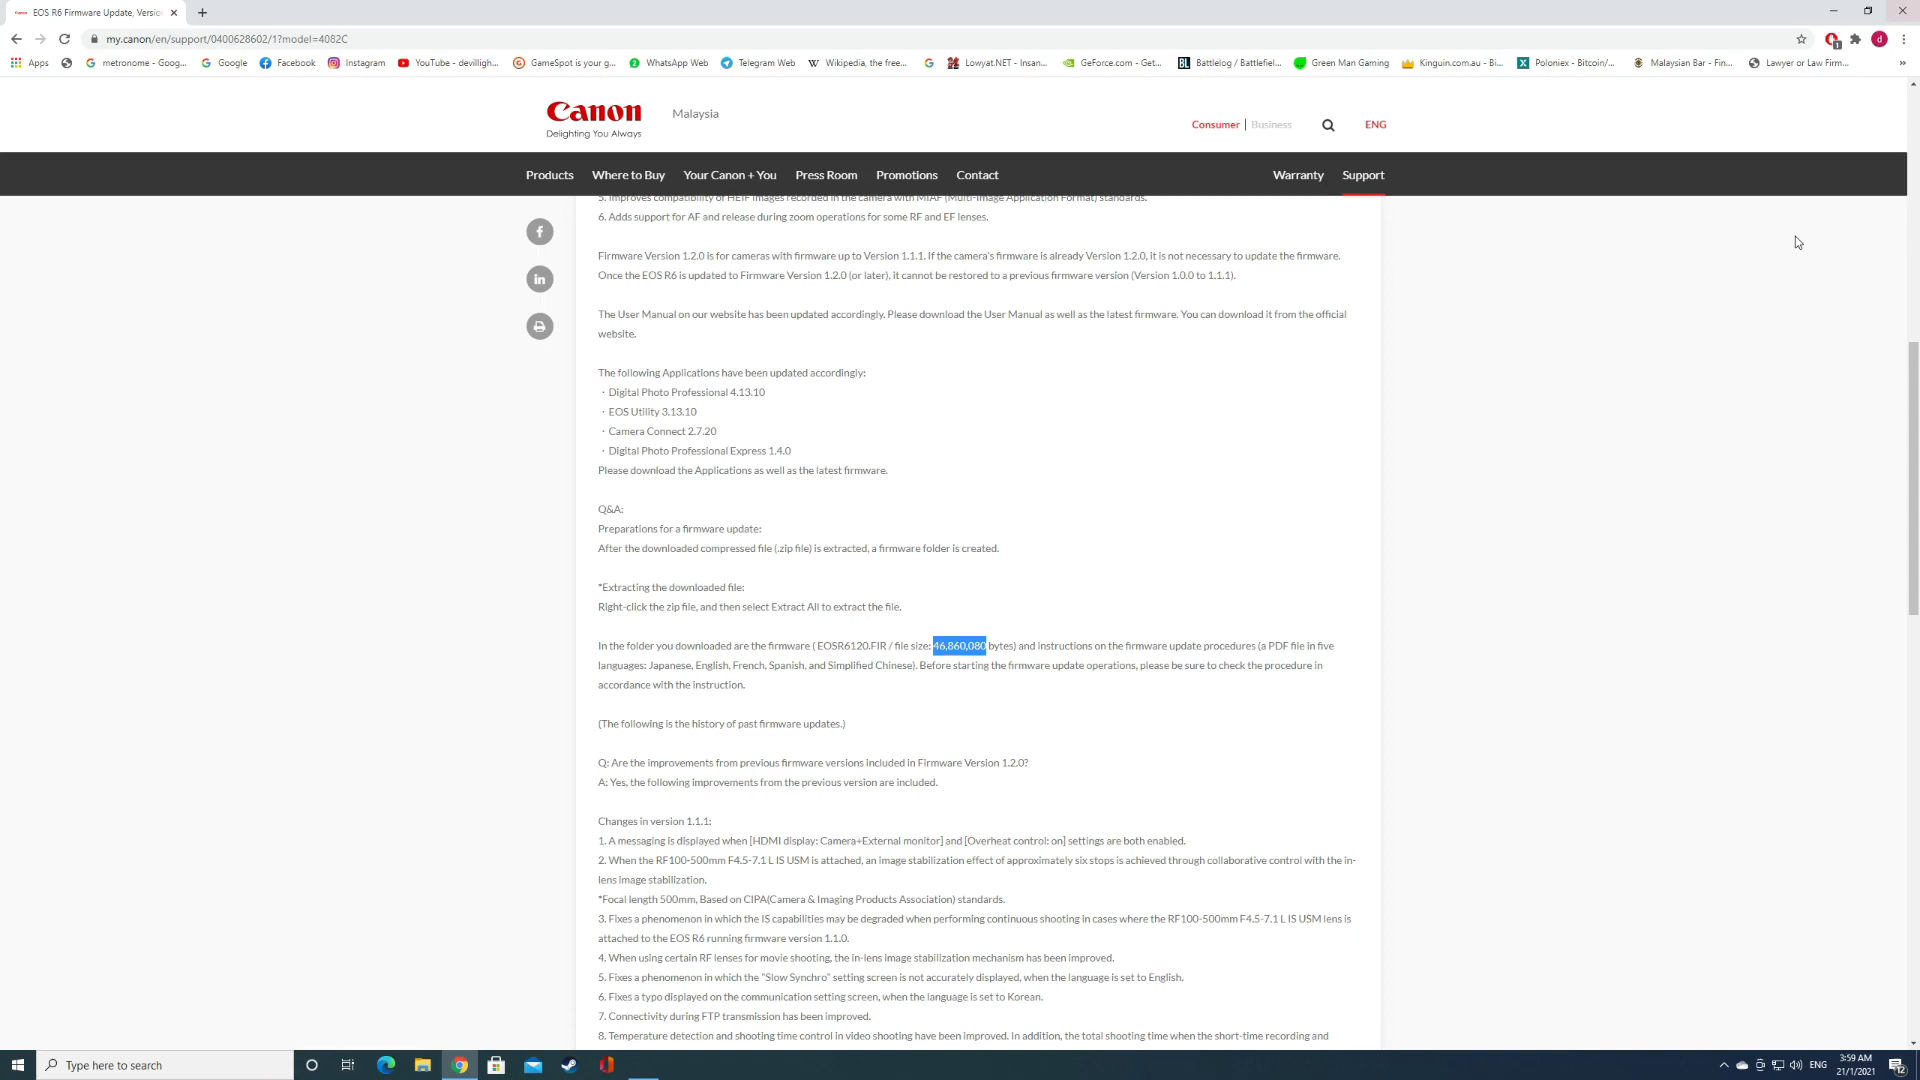 EOS R6 Firmware Update, Versio
my.canon/en/support/0400628602/1?model=4082C
Apps
metronome - Goog...
Google
Facebook
Instagram
YouTube - devilligh...
GameSpot is your g...
WhatsApp Web
Telegram Web
Wikipedia, the free...
Lowyat.NET - Insan...
GeForce.com - Get...
Battlelog / Battlefiel...
Green Man Gaming
Kinguin.com.au - Bi...
Poloniex - Bitcoin/...
Malaysian Bar - Fin...
Lawyer or Law Firm...
Canon
Delighting You Always
Malaysia
Consumer | Business
ENG
Products Where to Buy Your Canon + You Press Room Promotions Contact Warranty Support
5. Improves compatibility of HEIF images recorded in the camera with MIAF (Multi-Image Application Format) standards.
6. Adds support for AF and release during zoom operations for some RF and EF lenses.
Firmware Version 1.2.0 is for cameras with firmware up to Version 1.1.1. If the camera's firmware is already Version 1.2.0, it is not necessary to update the firmware.
Once the EOS R6 is updated to Firmware Version 1.2.0 (or later), it cannot be restored to a previous firmware version (Version 1.0.0 to 1.1.1).
The User Manual on our website has been updated accordingly. Please download the User Manual as well as the latest firmware. You can download it from the official
website.
The following Applications have been updated accordingly:
・Digital Photo Professional 4.13.10
・EOS Utility 3.13.10
・Camera Connect 2.7.20
・Digital Photo Professional Express 1.4.0
Please download the Applications as well as the latest firmware.
Q&A:
Preparations for a firmware update:
After the downloaded compressed file (.zip file) is extracted, a firmware folder is created.
*Extracting the downloaded file:
Right-click the zip file, and then select Extract All to extract the file.
In the folder you downloaded are the firmware ( EOSR6120.FIR / file size: 46,860,080 bytes) and instructions on the firmware update procedures (a PDF file in five
languages: Japanese, English, French, Spanish, and Simplified Chinese). Before starting the firmware update operations, please be sure to check the procedure in
accordance with the instruction.
(The following is the history of past firmware updates.)
Q: Are the improvements from previous firmware versions included in Firmware Version 1.2.0?
A: Yes, the following improvements from the previous version are included.
Changes in version 1.1.1:
1. A messaging is displayed when [HDMI display: Camera+External monitor] and [Overheat control: on] settings are both enabled.
2. When the RF100-500mm F4.5-7.1 L IS USM is attached, an image stabilization effect of approximately six stops is achieved through collaborative control with the in-
lens image stabilization.
*Focal length 500mm, Based on CIPA(Camera & Imaging Products Association) standards.
3. Fixes a phenomenon in which the IS capabilities may be degraded when performing continuous shooting in cases where the RF100-500mm F4.5-7.1 L IS USM lens is
attached to the EOS R6 running firmware version 1.1.0.
4. When using certain RF lenses for movie shooting, the in-lens image stabilization mechanism has been improved.
5. Fixes a phenomenon in which the "Slow Synchro" setting screen is not accurately displayed, when the language is set to English.
6. Fixes a typo displayed on the communication setting screen, when the language is set to Korean.
7. Connectivity during FTP transmission has been improved.
8. Temperature detection and shooting time control in video shooting have been improved. In addition, the total shooting time when the short-time recording and
Type here to search
ENG
3:59 AM
21/1/2021